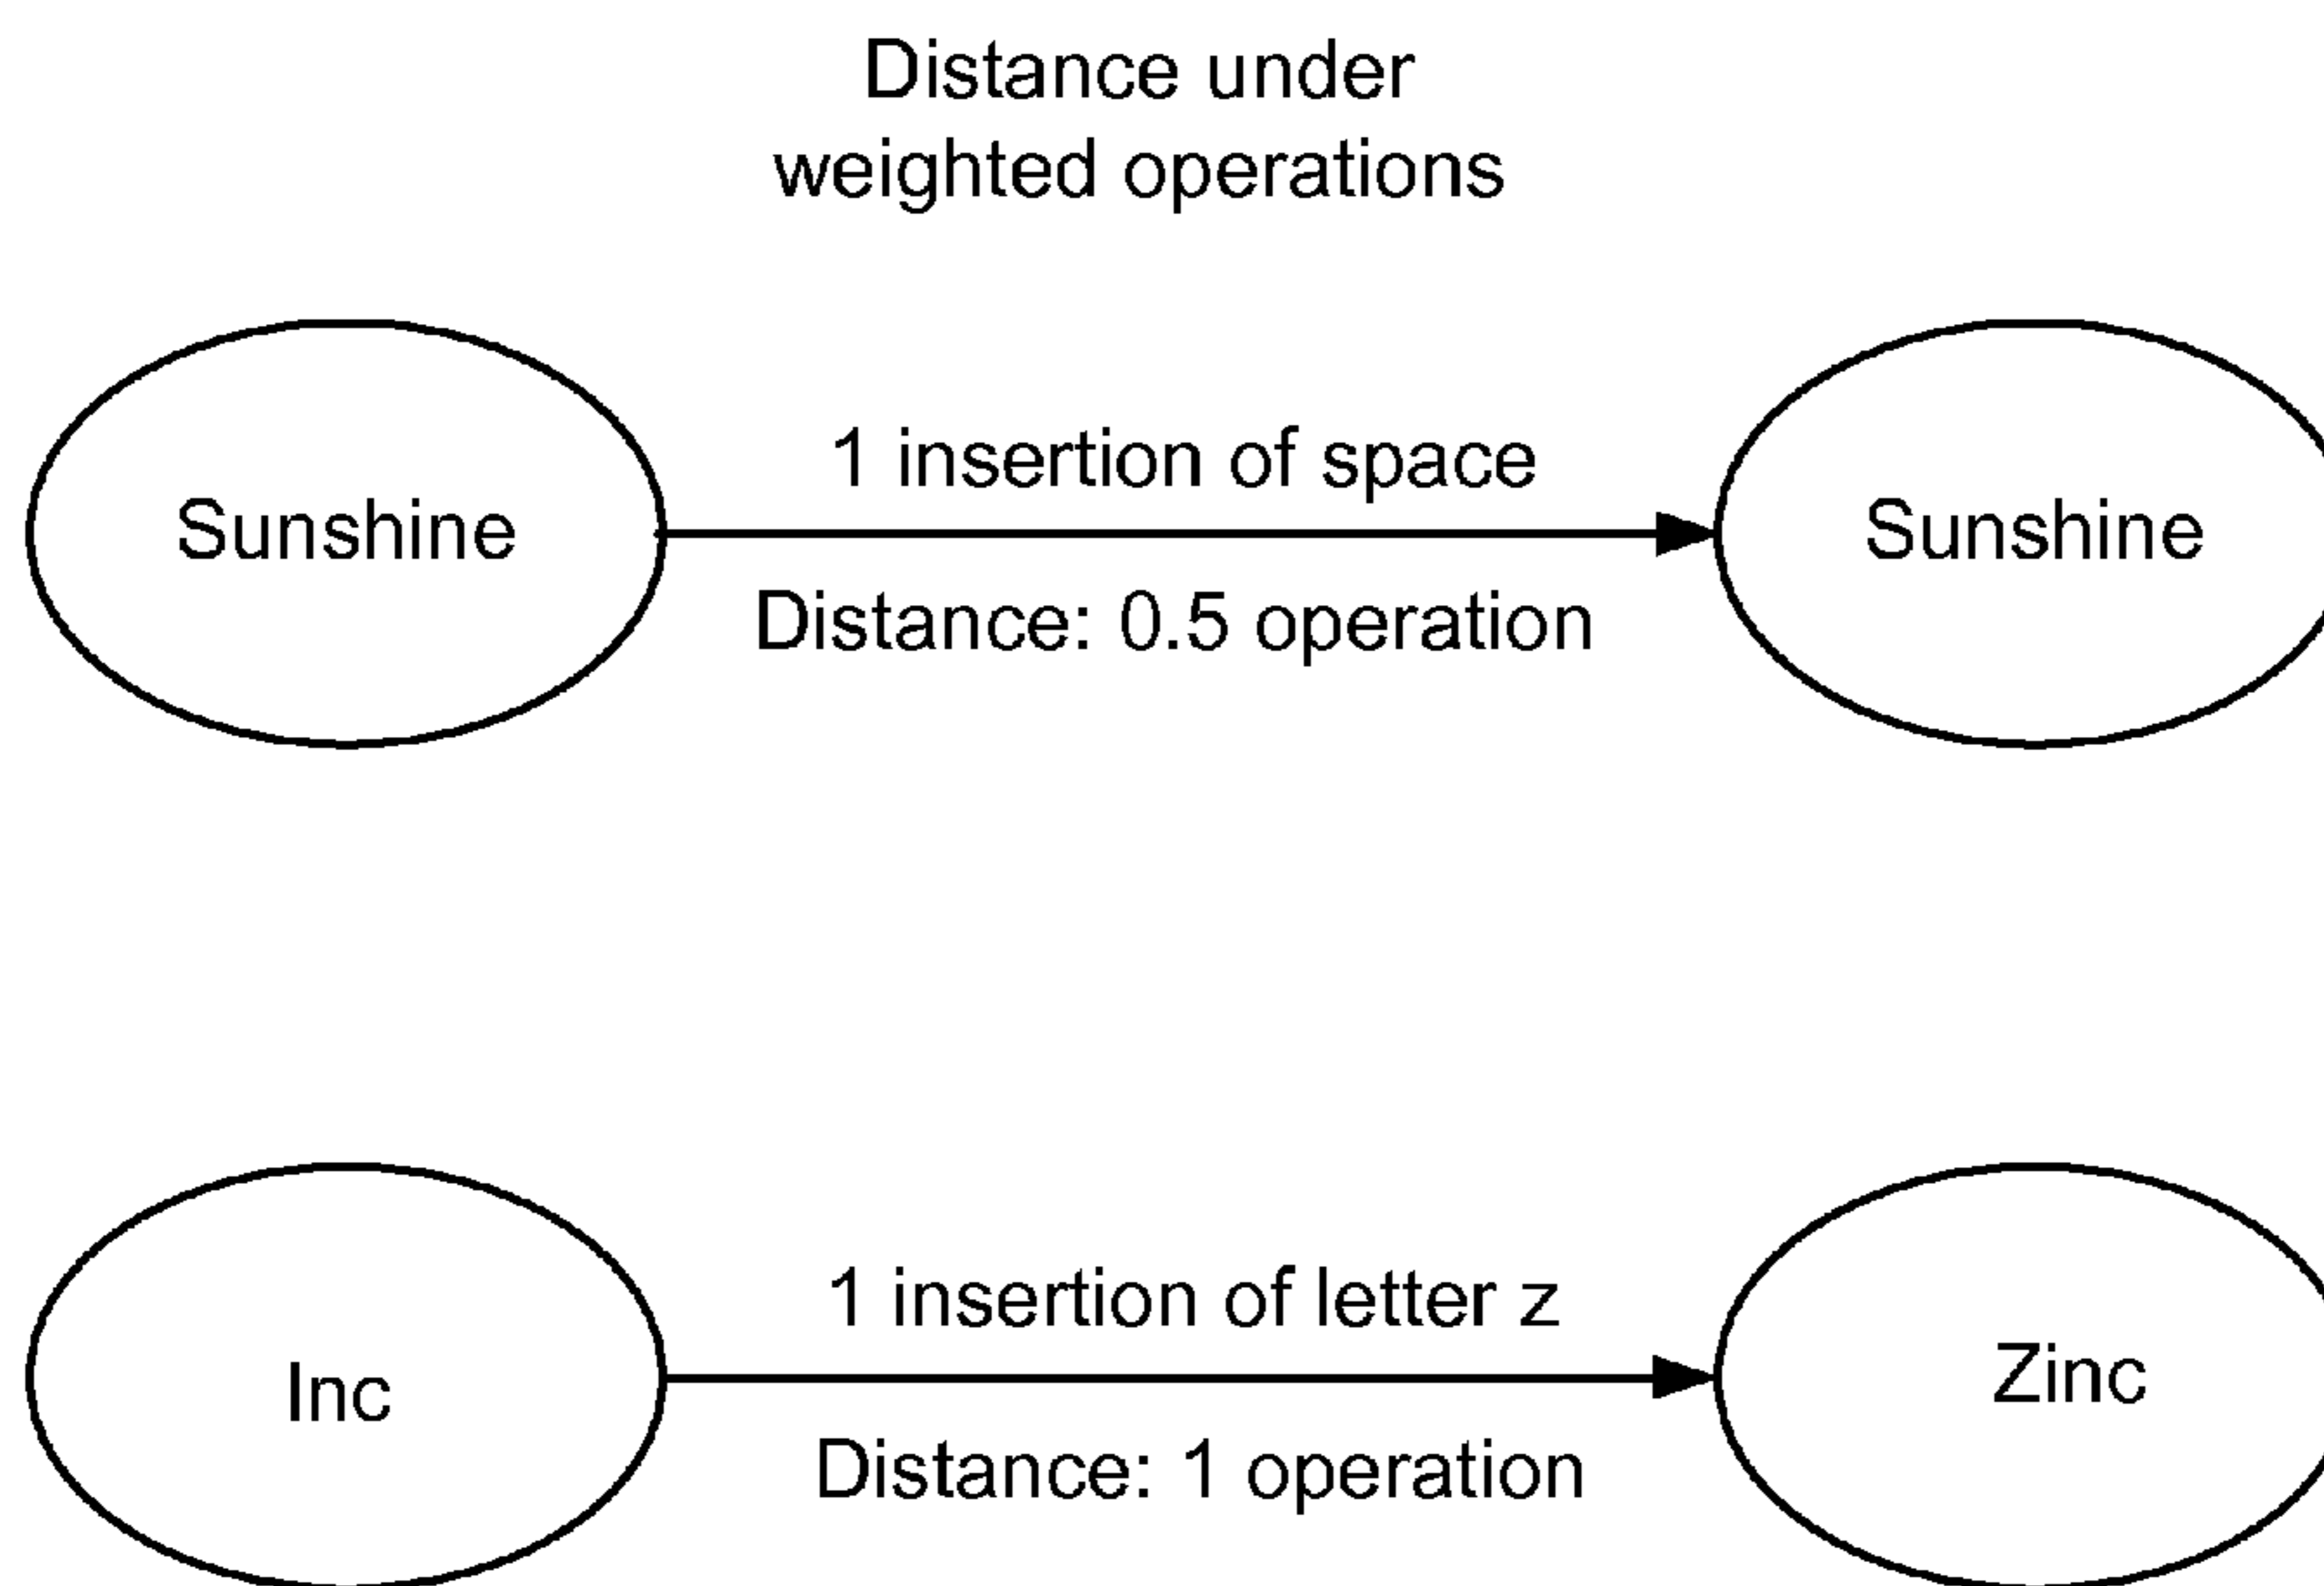 Distance under
weighted operations
1 insertion of space
Sunshine
Sunshine
Distance: 0.5 operation
1 insertion of letter z
Inc
Zinc
Distance: 1 operation